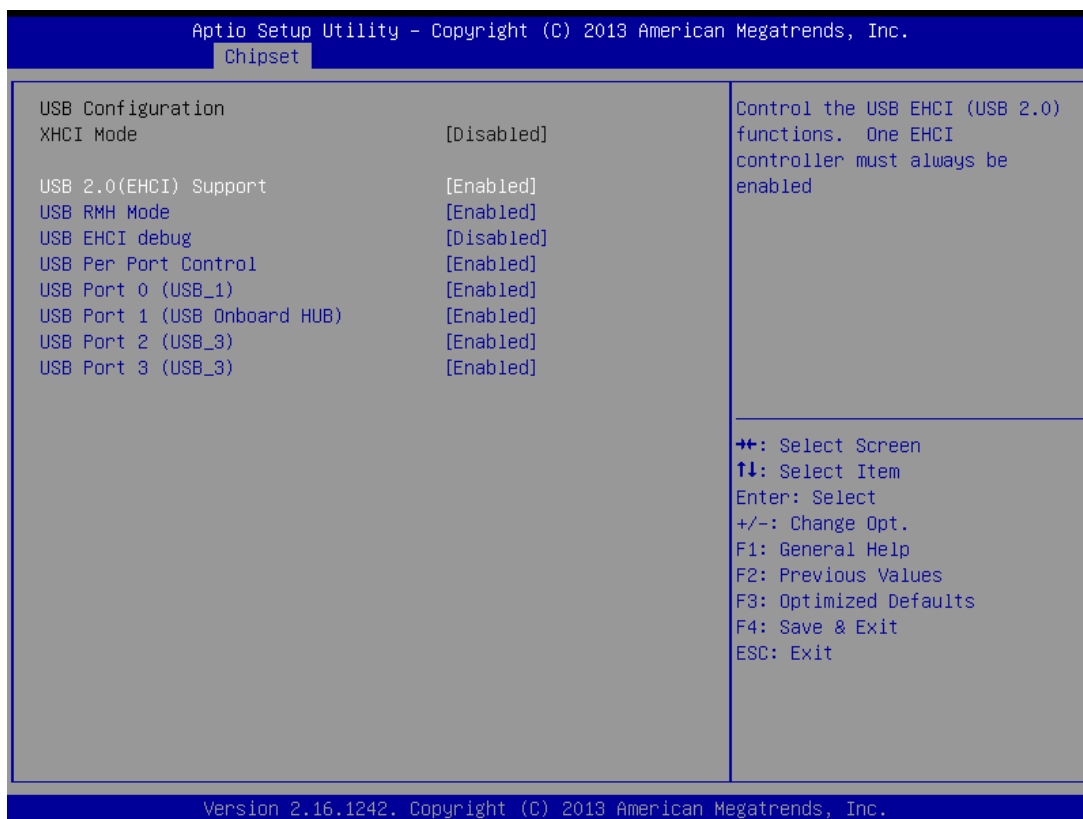 Aptio Setup Utility – Copyright (C) 2013 American Megatrends, Inc.
Chipset
USB Configuration
XHCI Mode [Disabled]
USB 2.0(EHCI) Support [Enabled]
USB RMH Mode [Enabled]
USB EHCI debug [Disabled]
USB Per Port Control [Enabled]
USB Port 0 (USB_1) [Enabled]
USB Port 1 (USB Onboard HUB) [Enabled]
USB Port 2 (USB_3) [Enabled]
USB Port 3 (USB_3) [Enabled]
Control the USB EHCI (USB 2.0)
functions. One EHCI
controller must always be
enabled
→←: Select Screen
↑↓: Select Item
Enter: Select
+/-: Change Opt.
F1: General Help
F2: Previous Values
F3: Optimized Defaults
F4: Save & Exit
ESC: Exit
Version 2.16.1242. Copyright (C) 2013 American Megatrends, Inc.